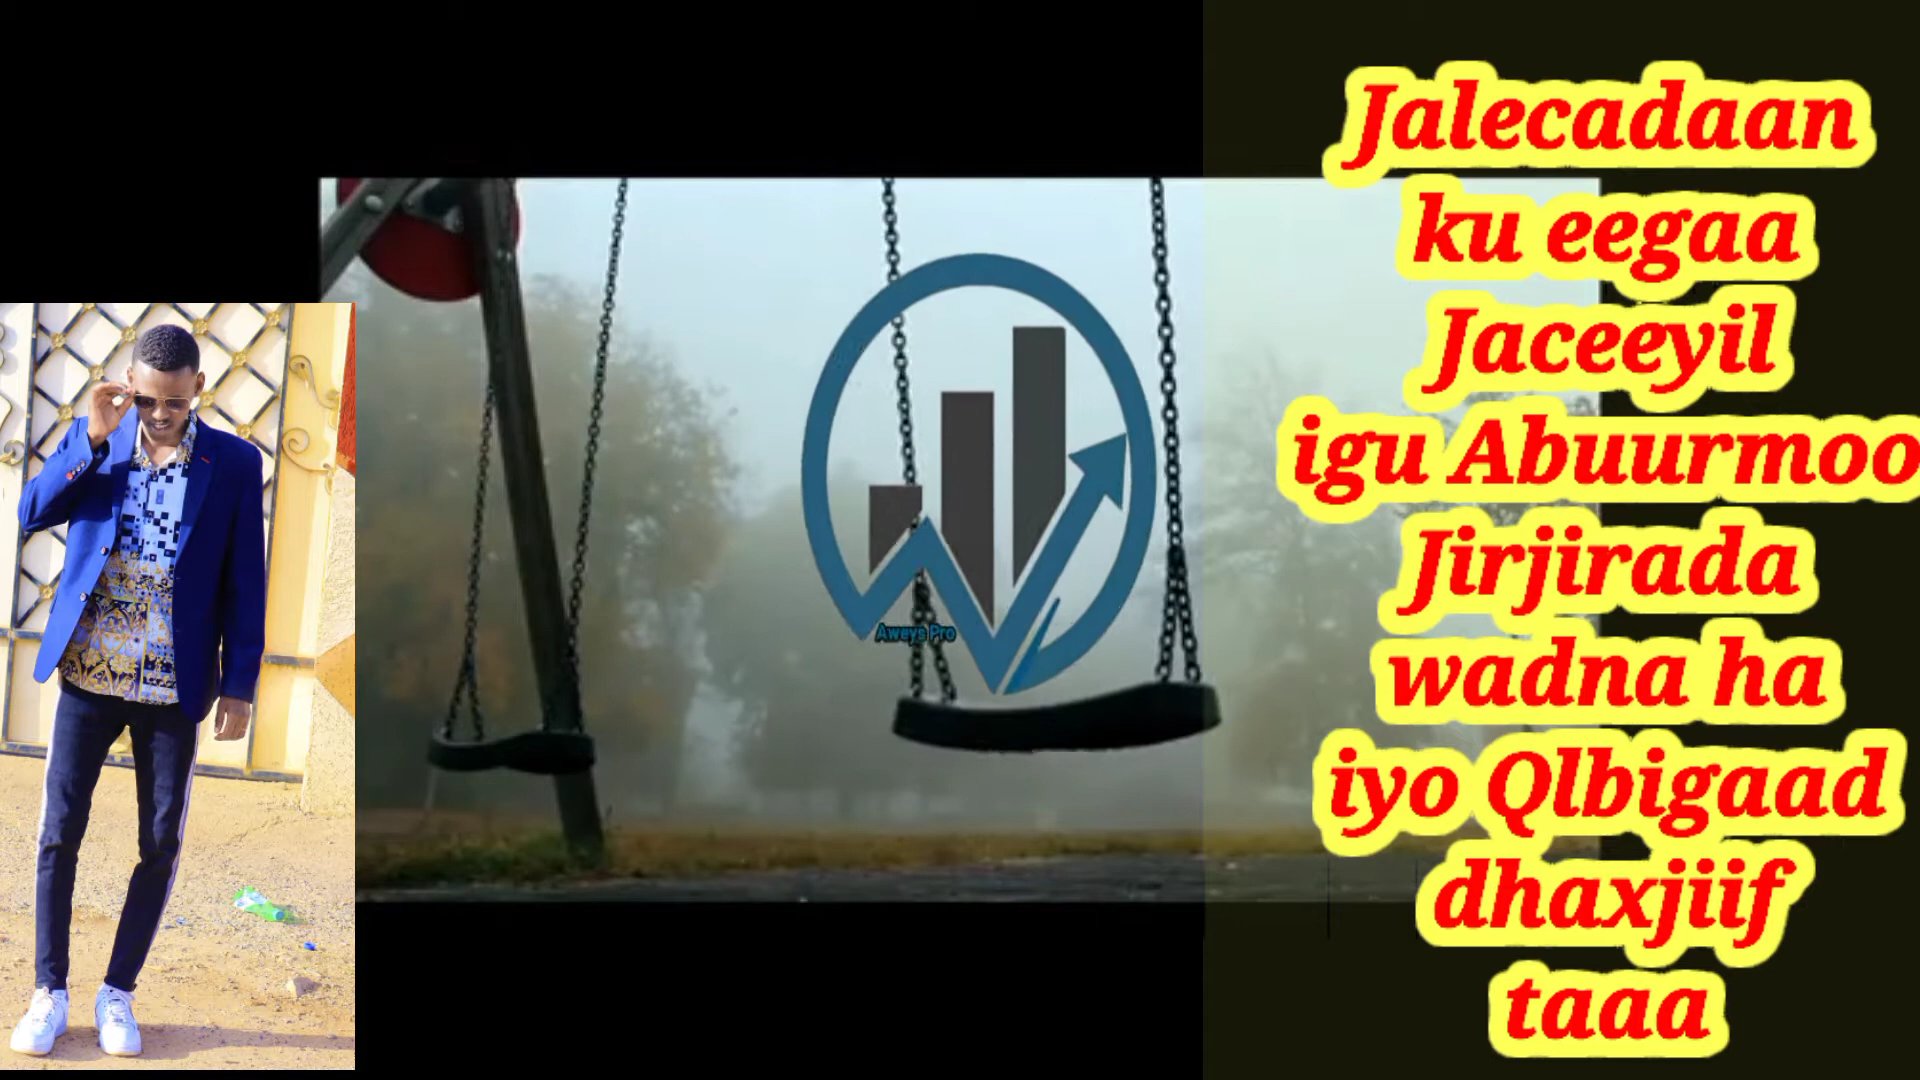 Jalecadaan
ku eegaa
Jaceeyil
igu Abuurmoo
Jirjirada
wadna ha
iyo Qlbigaad
dhaxjiif
taaa
Aweys Pro